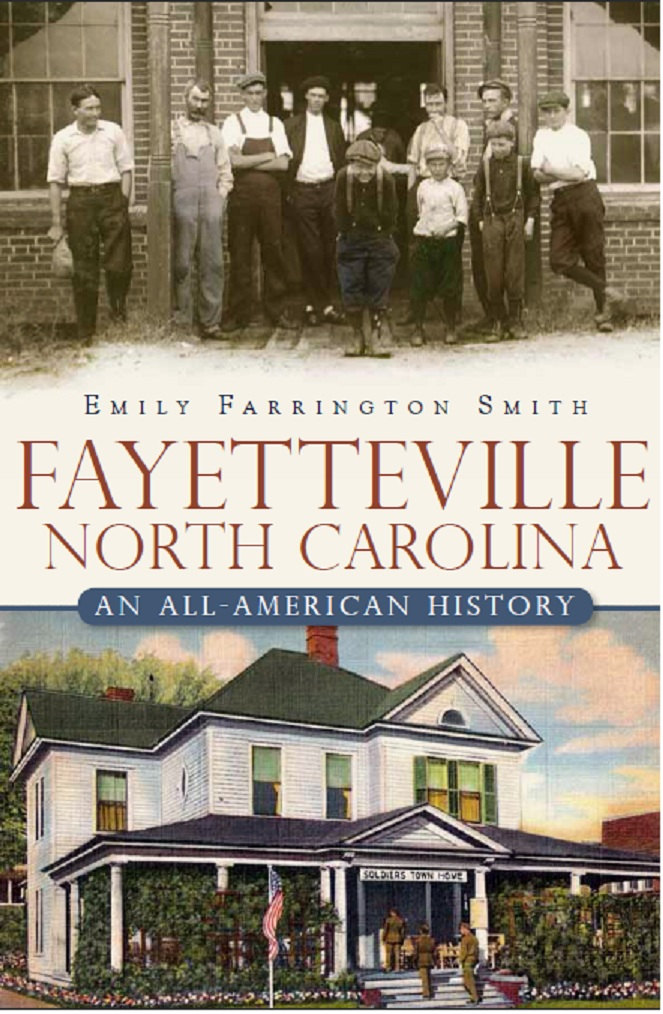 EMILY FARRINGTON SMITH
FAYETTEVILLE
NORTH CAROLINA
AN ALL-AMERICAN HISTORY
SOLDIERS TOWN HOME